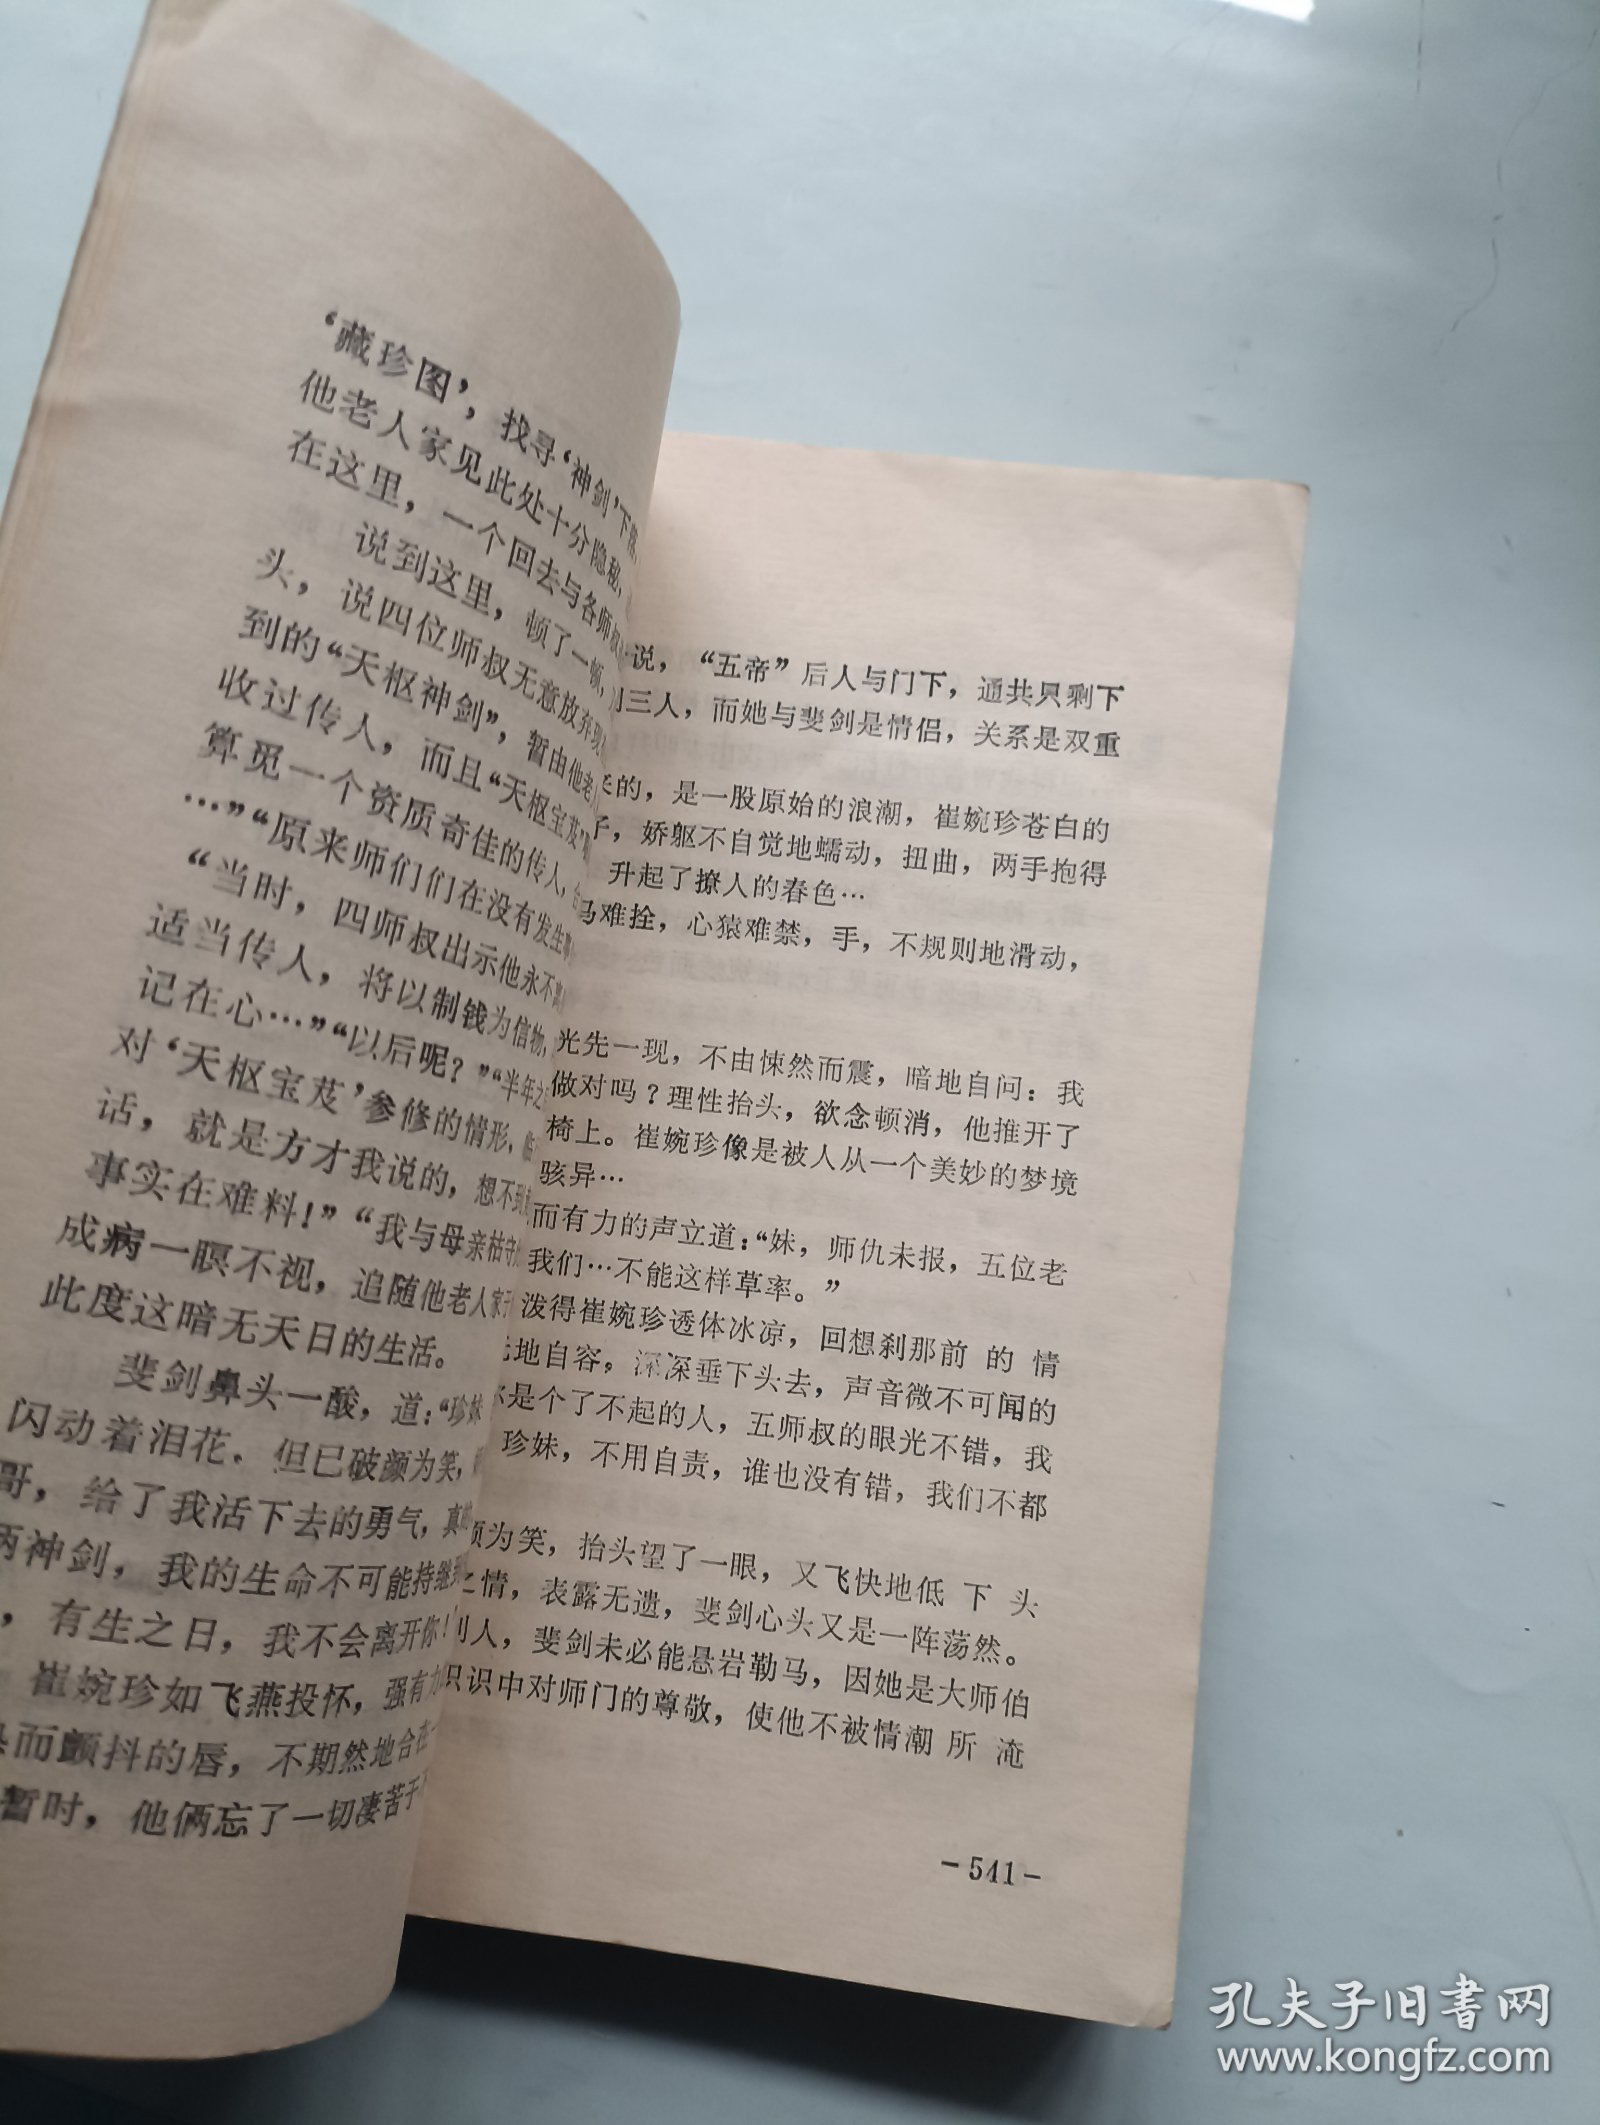 ‘藏珍图’，找寻‘神剑’下
他老人家见此处十分隐秘，
在这里，一个回去与各师叔
说到这里，顿了一顿，
头，说四位师叔无意放弃现
到的“天枢神剑”，暂由他老
收过传人，而且“天枢宝芨”
算觅一个资质奇佳的传人，
…”“原来师们们在没有发生
“当时，四师叔出示他永不
适当传人，将以制钱为信物，
记在心…”“以后呢？”“半年之
对‘天枢宝芨’参修的情形，临
话，就是方才我说的，想不到
事实在难料！”“我与母亲枯守
成病一瞑不视，追随他老人家于
此度这暗无天日的生活。
斐剑鼻头一酸，道：“珍妹
闪动着泪花．但已破颜为笑，
哥，给了我活下去的勇气，真
两神剑，我的生命不可能持继到
，有生之日，我不会离开你！
崔婉珍如飞燕投怀，强有力
而颤抖的唇，不期然地合在一
暂时，他俩忘了一切凄苦于不
说，“五帝”后人与门下，通共只剩下
三人，而她与斐剑是情侣，关系是双重
的，是一股原始的浪潮，崔婉珍苍白的
子，娇躯不自觉地蠕动，扭曲，两手抱得
升起了撩人的春色…
马难拴，心猿难禁，手，不规则地滑动，
光先一现，不由悚然而震，暗地自问：我
做对吗？理性抬头，欲念顿消，他推开了
椅上。崔婉珍像是被人从一个美妙的梦境
骇异…
而有力的声立道：“妹，师仇未报，五位老
我们…不能这样草率。”
泼得崔婉珍透体冰凉，回想刹那前 的 情
地自容，深深垂下头去，声音微不可闻的
是个了不起的人，五师叔的眼光不错，我
珍妹，不用自责，谁也没有错，我们不都
颜为笑，抬头望了一眼，又飞快地低 下 头
之情，表露无遗，斐剑心头又是一阵荡然。
别人，斐剑未必能悬岩勒马，因她是大师伯
只识中对师门的尊敬，使他不被情潮 所 淹
－541－
孔夫子旧书网
www.kongfz.com